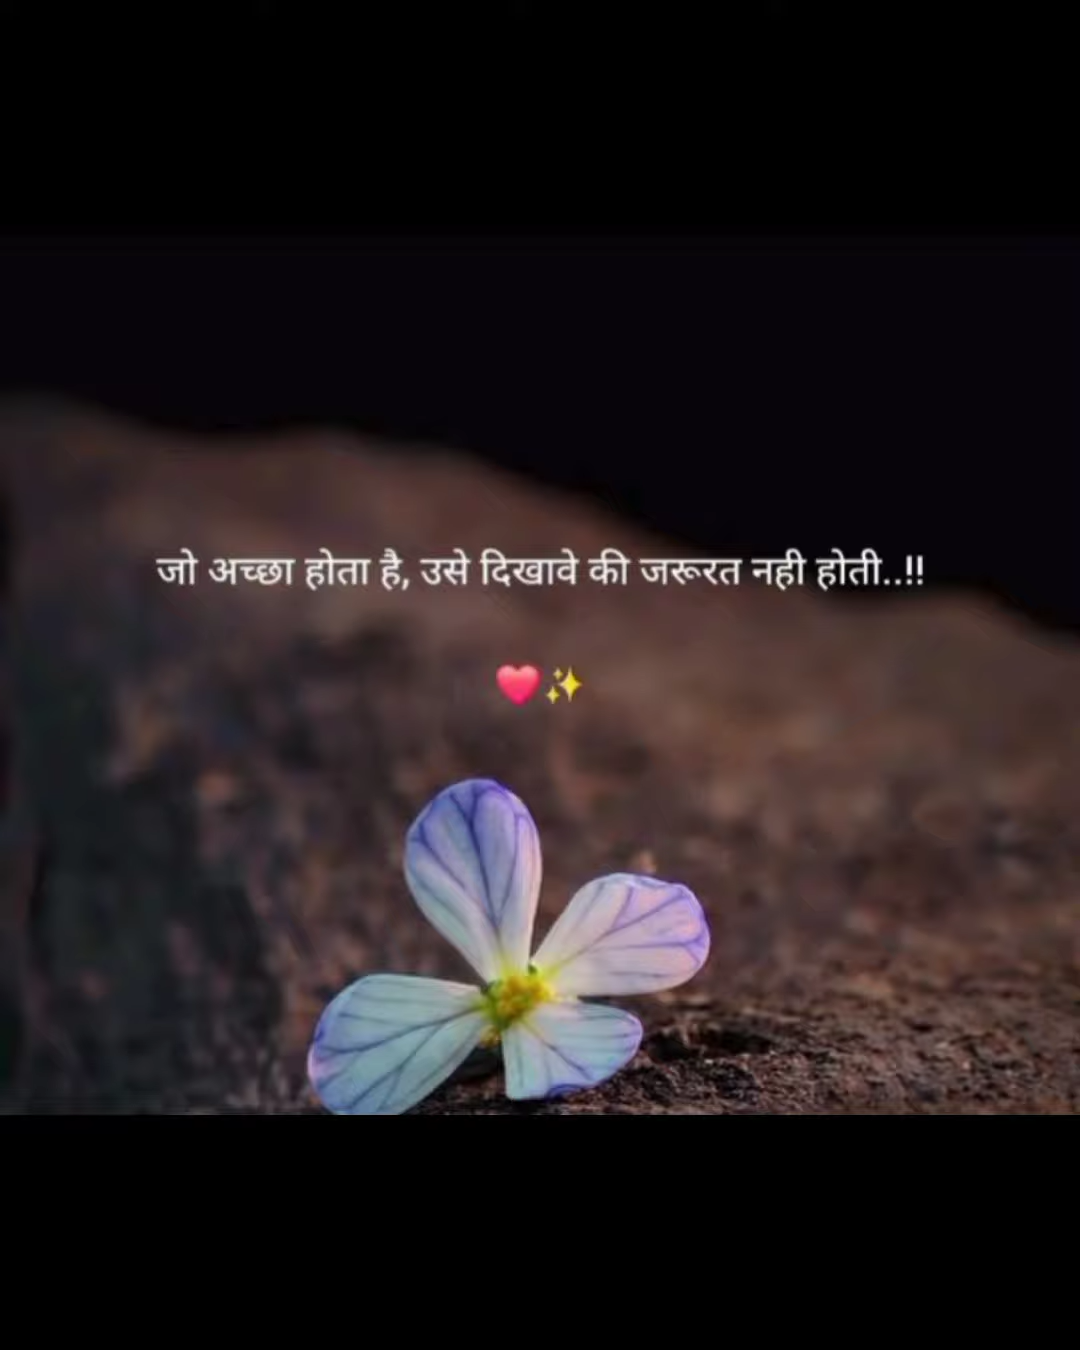 जो अच्छा होता है, उसे दिखावे की जरूरत नही होती..!!
❤️✨